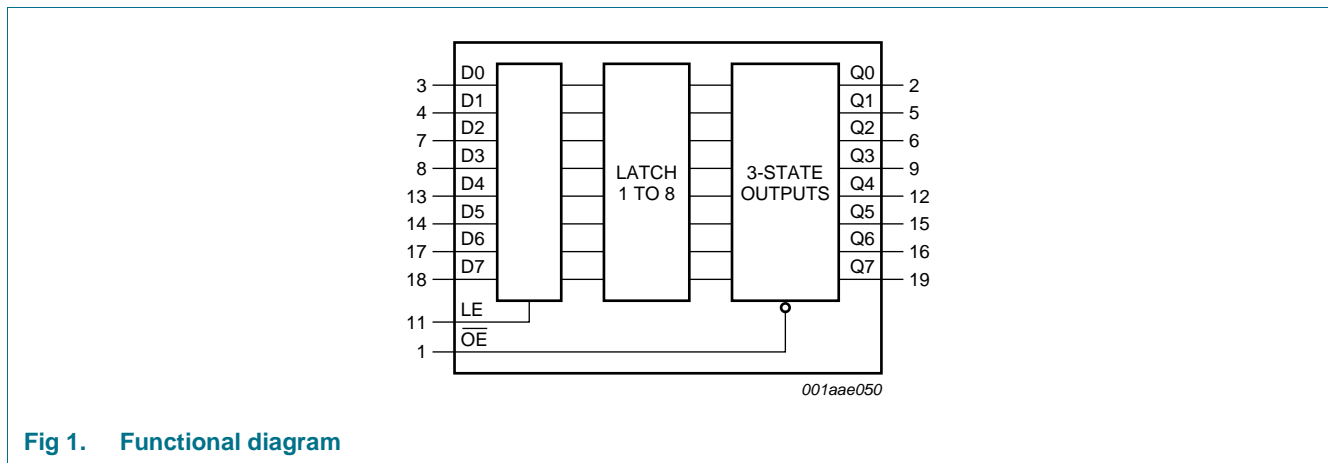 D0 Q0
3 2
D1 Q1
4 5
D2 Q2
7 6
D3 Q3
8 9
LATCH 3-STATE
D4 Q4
1 TO 8 OUTPUTS
13 12
D5 Q5
14 15
D6 Q6
17 16
D7 Q7
18 19
LE
11
OE
1
001aae050
Fig 1. Functional diagram